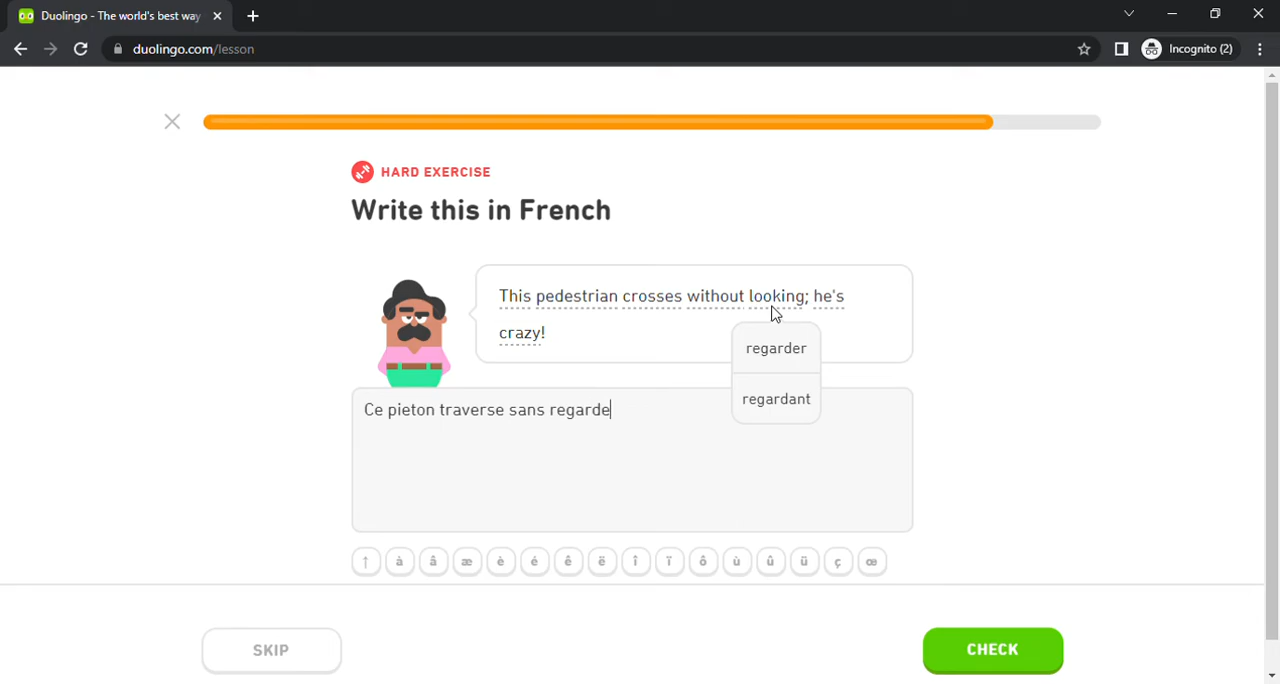 Duolingo - The world's best way
duolingo.com/lesson
Incognito (2)
HARD EXERCISE
Write this in French
This pedestrian crosses without looking; he's
crazy!
regarder
regardant
Ce pieton traverse sans regarde
↑ à â æ è é ê ë î ï ô ù û ü ç œ
SKIP
CHECK